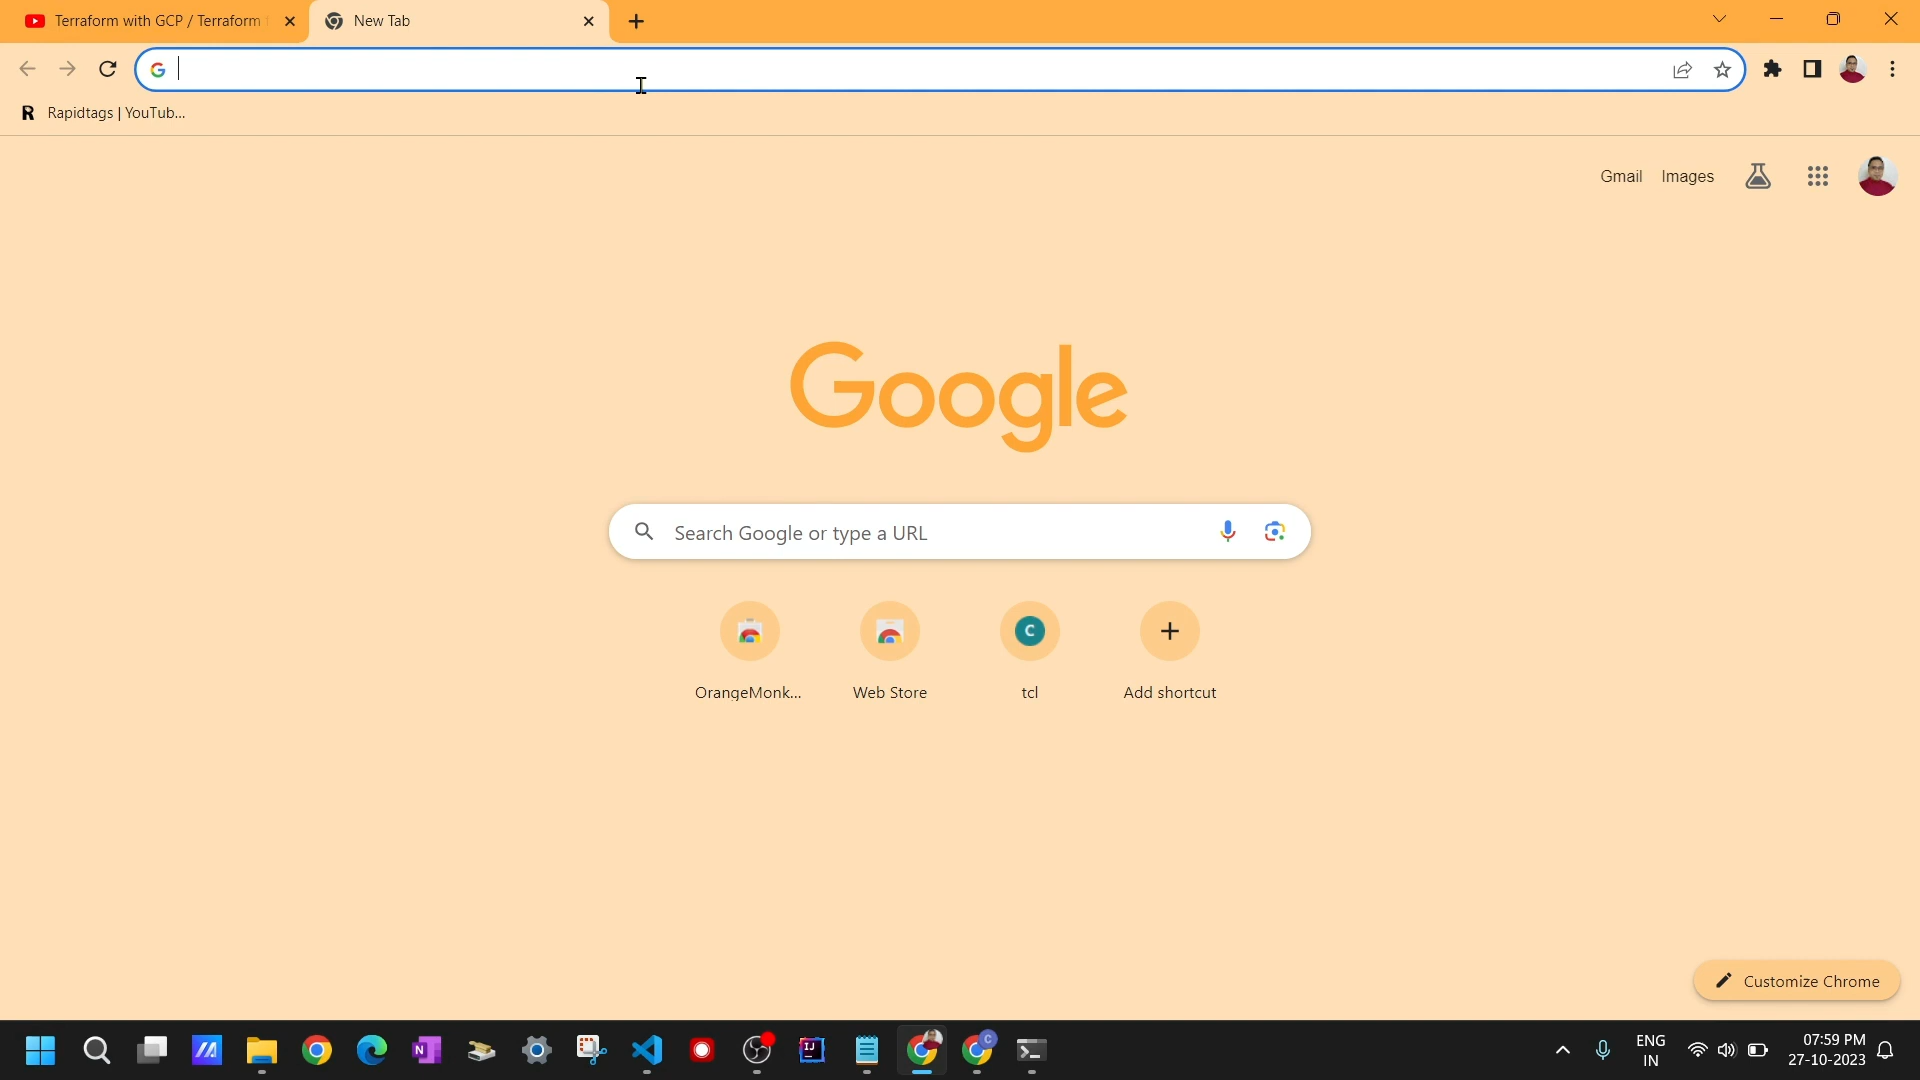 Terraform with GCP / Terraform
New Tab
R Rapidtags | YouTub...
Gmail Images
Google
Search Google or type a URL
C
OrangeMonk... Web Store tcl Add shortcut
Customize Chrome
ENG
IN
07:59 PM
27-10-2023